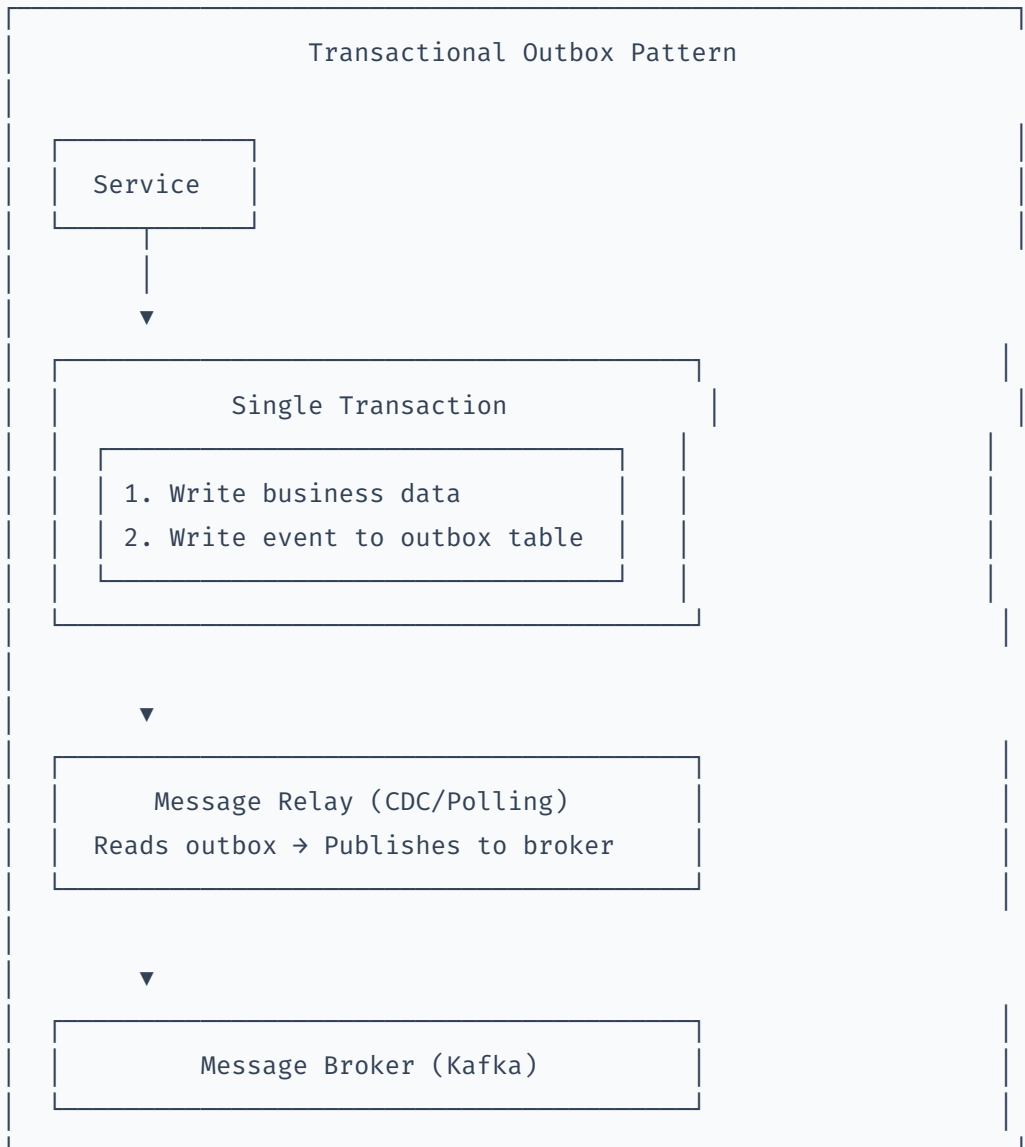 Transactional Outbox Pattern
Service
▼
Single Transaction
1. Write business data
2. Write event to outbox table
▼
Message Relay (CDC/Polling)
Reads outbox → Publishes to broker
▼
Message Broker (Kafka)